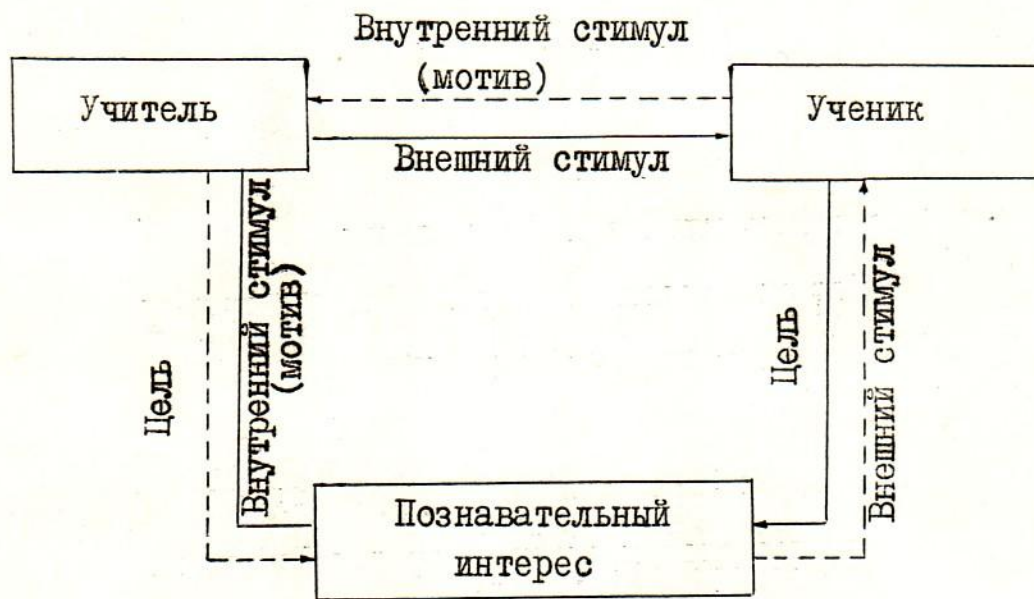 Внутренний стимул
(мотив)
Учитель
Ученик
Внешний стимул
Цель
Внутренний стимул
(мотив)
Цель
Внешний стимул
Познавательный
интерес